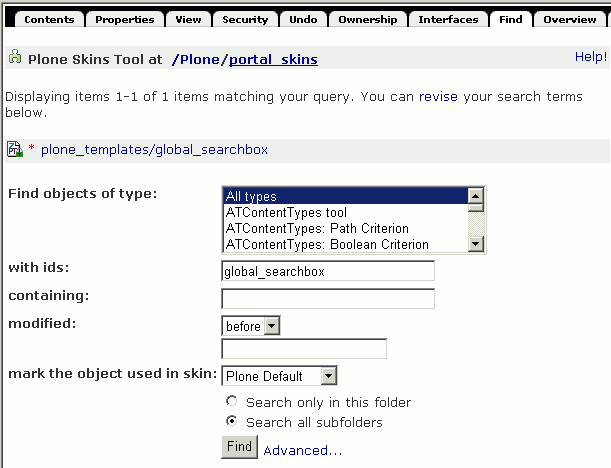 Contents Properties View Security Undo Ownership Interfaces Find Overview
Plone Skins Tool at /Plone/portal_skins Help!
Displaying items 1-1 of 1 items matching your query. You can revise your search terms
below.
* plone_templates/global_searchbox
Find objects of type: All types
ATContentTypes tool
ATContentTypes: Path Criterion
ATContentTypes: Boolean Criterion
with ids: global_searchbox
containing:
modified: before
mark the object used in skin: Plone Default
Search only in this folder
Search all subfolders
Find Advanced...